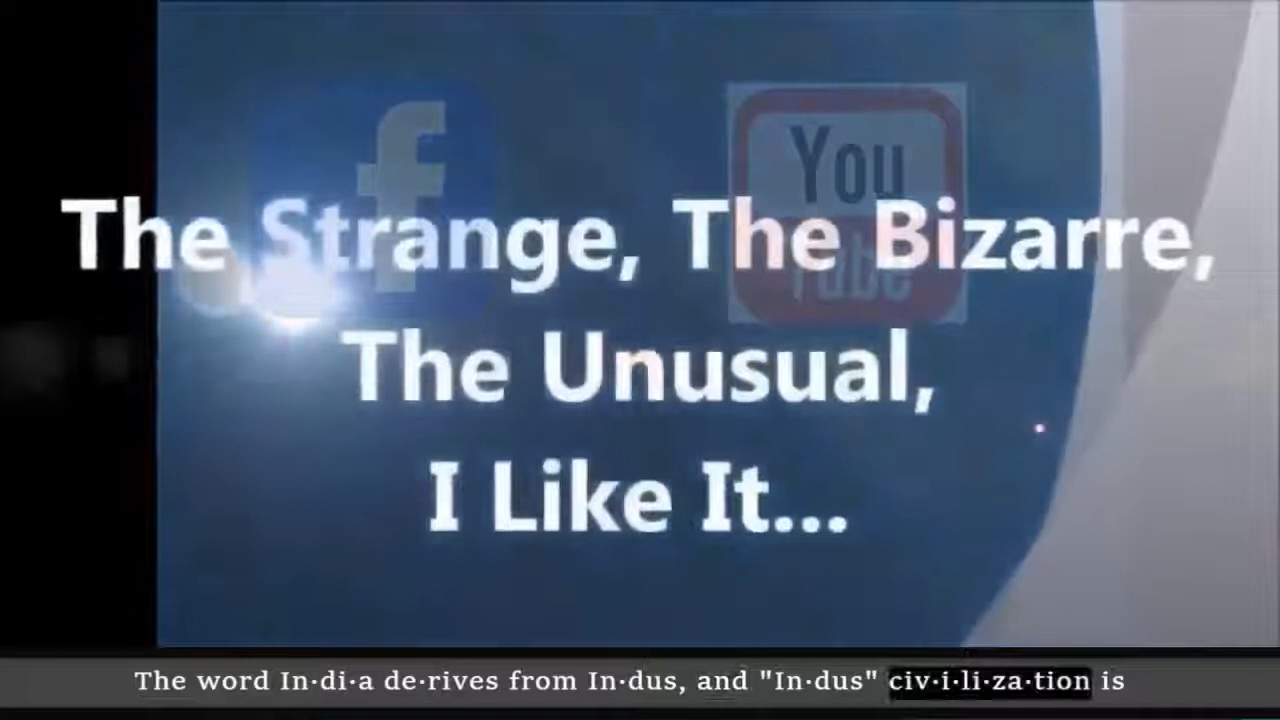 f
You
Tube
The Strange, The Bizarre,
The Unusual,
I Like It...
The word In·di·a de·rives from In·dus, and "In·dus" civ·i·li·za·tion is